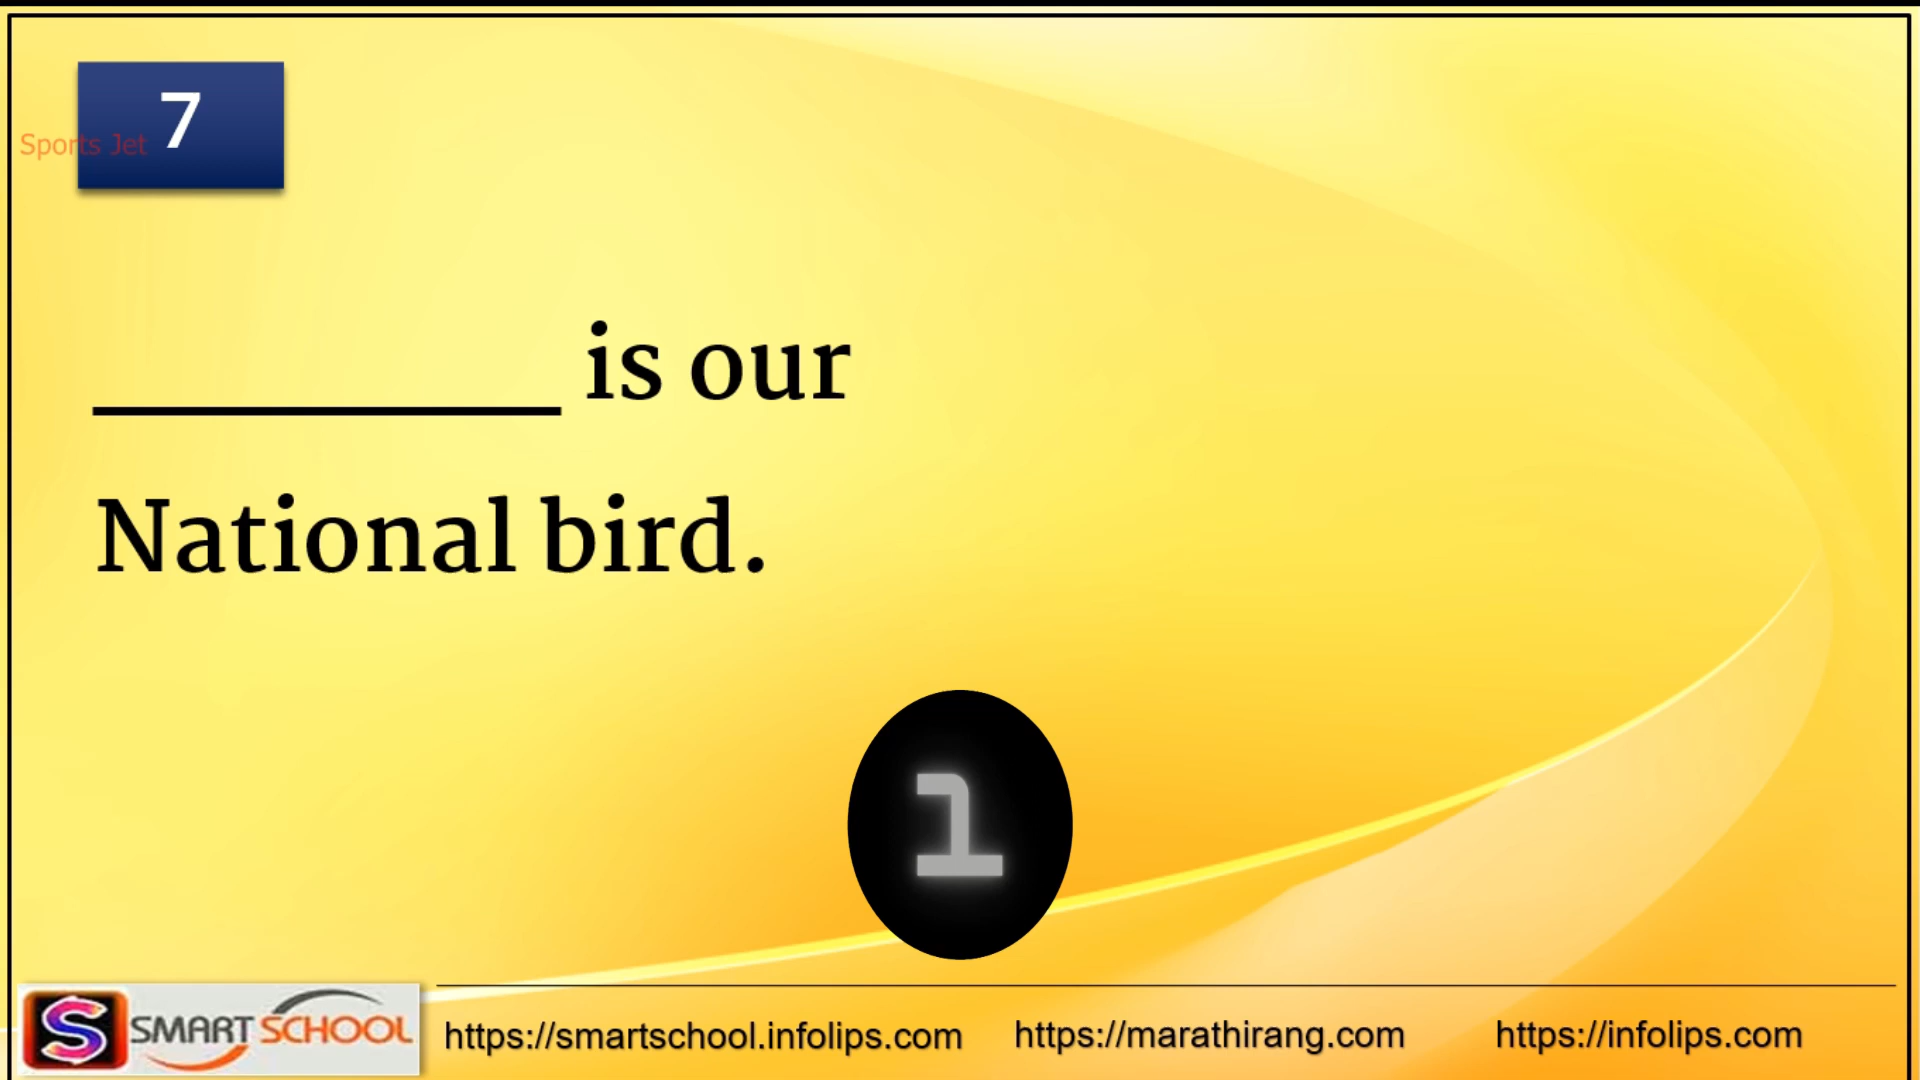 7
Sports Jet
_________ is our
National bird.
1
S SMART SCHOOL
https://smartschool.infolips.com https://marathirang.com https://infolips.com